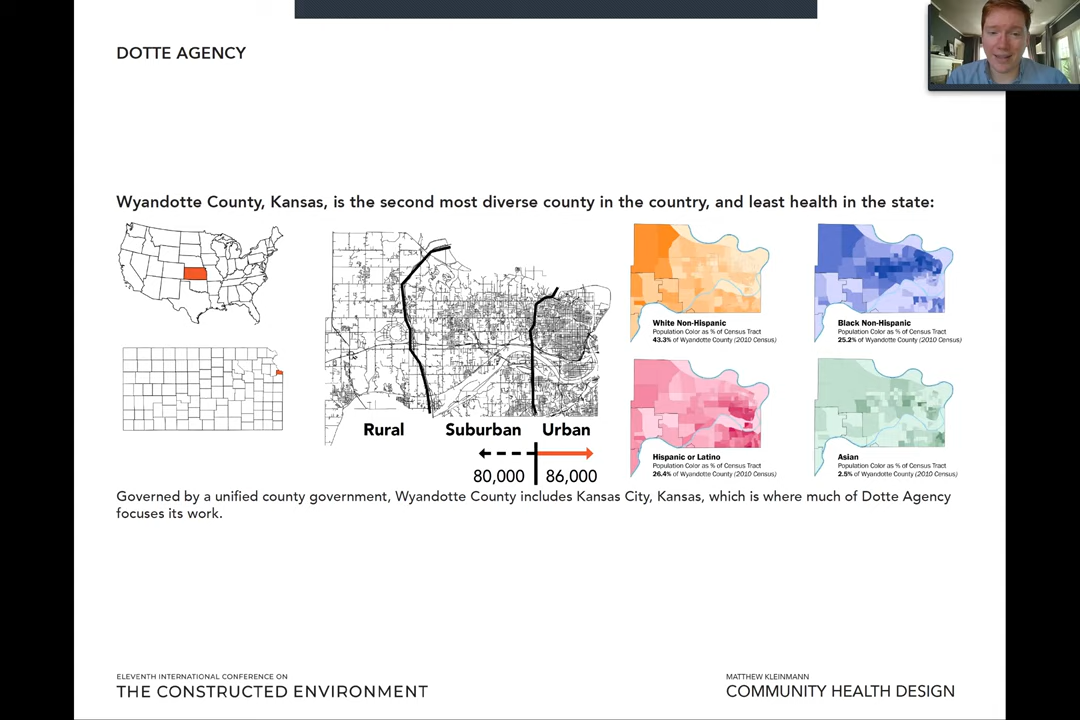 DOTTE AGENCY
Wyandotte County, Kansas, is the second most diverse county in the country, and least health in the state:
Rural
Suburban
Urban
80,000
86,000
White Non-Hispanic
Population Color as % of Census Tract
43.3% of Wyandotte County (2010 Census)
Black Non-Hispanic
Population Color as % of Census Tract
25.2% of Wyandotte County (2010 Census)
Hispanic or Latino
Population Color as % of Census Tract
26.4% of Wyandotte County (2010 Census)
Asian
Population Color as % of Census Tract
2.5% of Wyandotte County (2010 Census)
Governed by a unified county government, Wyandotte County includes Kansas City, Kansas, which is where much of Dotte Agency
focuses its work.
ELEVENTH INTERNATIONAL CONFERENCE ON
THE CONSTRUCTED ENVIRONMENT
MATTHEW KLEINMANN
COMMUNITY HEALTH DESIGN